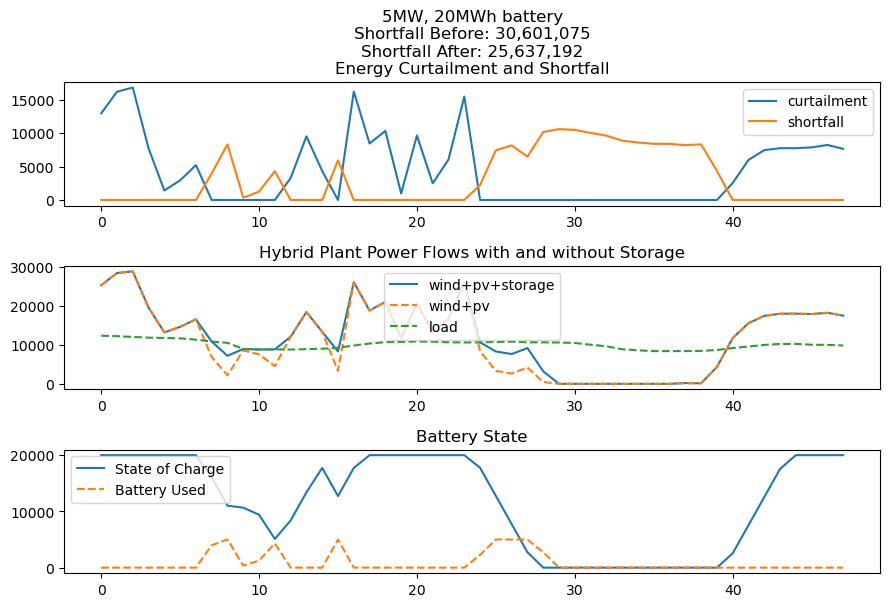 5MW, 20MWh battery
Shortfall Before: 30,601,075
Shortfall After: 25,637,192
Energy Curtailment and Shortfall
15000
10000
5000
0
curtailment
shortfall
0 10 20 30 40
Hybrid Plant Power Flows with and without Storage
30000
20000
10000
0
wind+pv+storage
wind+pv
load
0 10 20 30 40
Battery State
20000
10000
0
State of Charge
Battery Used
0 10 20 30 40